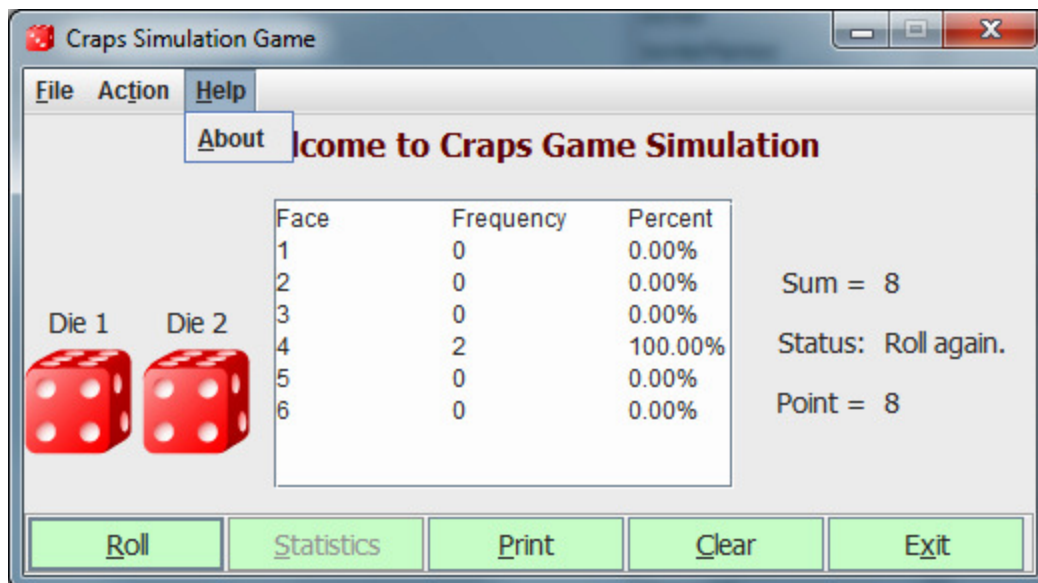 Craps Simulation Game
File Action Help
About
lcome to Craps Game Simulation
Face Frequency Percent
1 0 0.00%
2 0 0.00%
3 0 0.00%
4 2 100.00%
5 0 0.00%
6 0 0.00%
Die 1 Die 2
Sum = 8
Status: Roll again.
Point = 8
Roll Statistics Print Clear Exit